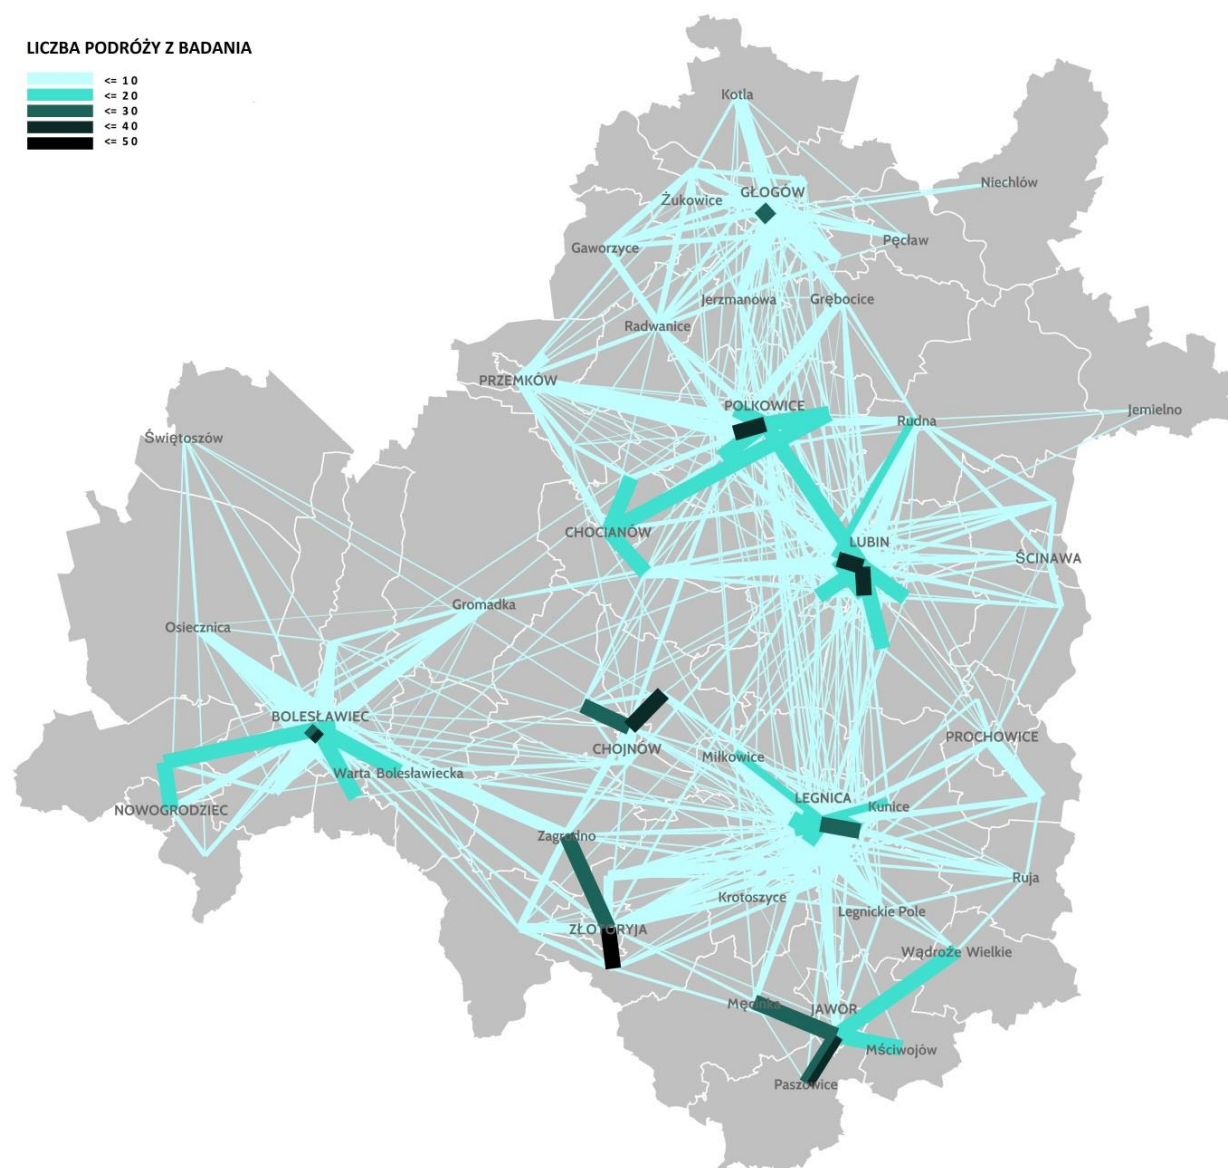 LICZBA PODRÓŻY Z BADANIA
<= 10
<= 20
<= 30
<= 40
<= 50
Kotla
Niechlów
GŁOGÓW
Żukowice
Pęcław
Gaworzyce
Jerzmanowa
Grębocice
Radwanice
PRZEMKÓW
POLKOWICE
Jemielno
Rudna
Świętoszów
CHOCIANÓW
LUBIN
ŚCINAWA
Gromadka
Osiecznica
BOLESŁAWIEC
PROCHOWICE
CHOJNÓW
Miłkowice
Warta Bolesławiecka
LEGNICA
Kunice
NOWOGRODZIEC
Zagrodno
Ruja
Krotoszyce
Legnickie Pole
ZŁOTORYJA
Wądroże Wielkie
Męcinka
JAWOR
Mściwojów
Paszowice